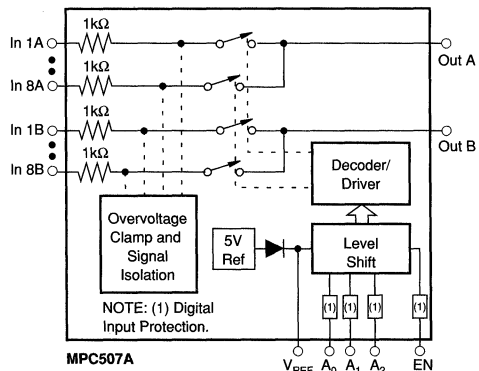 1kΩ
In 1A
Out A
1kΩ
In 8A
1kΩ
In 1B
Out B
1kΩ
In 8B
Decoder/
Driver
Overvoltage
Clamp and
Signal
Isolation
5V
Ref
Level
Shift
NOTE: (1) Digital
Input Protection.
(1) (1) (1) (1)
MPC507A
VREF A0 A1 A2 EN